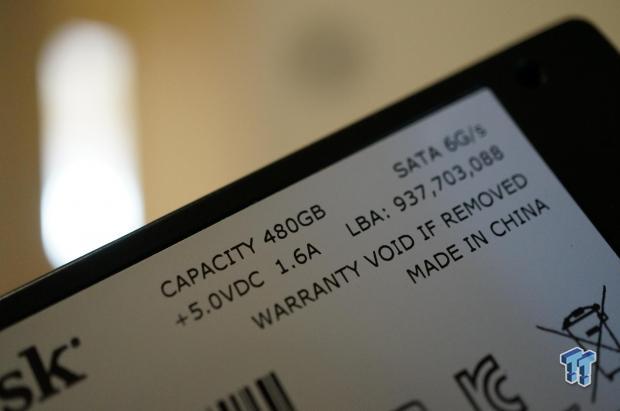 SATA 6G/s
CAPACITY 480GB LBA: 937,703,088
+5.0VDC 1.6A
WARRANTY VOID IF REMOVED
MADE IN CHINA
sk
TT